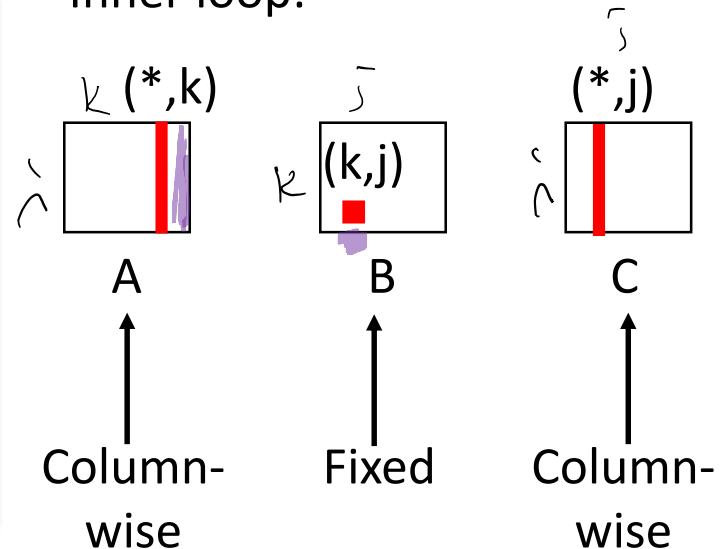 inner loop:
j
k (*,k)
j
(*,j)
i
k
(k,j)
i
A
B
C
Column-
wise
Fixed
Column-
wise